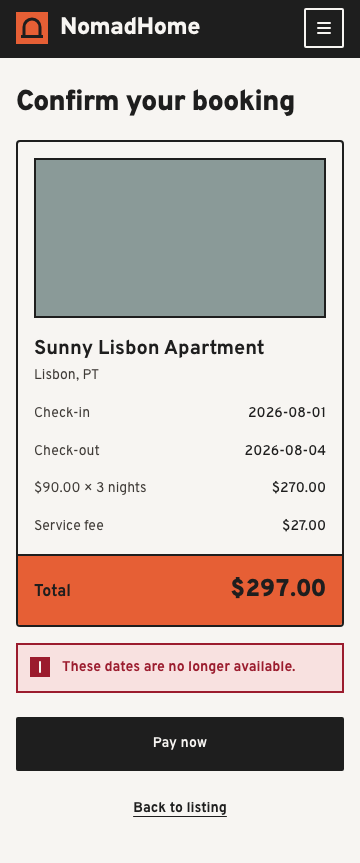 NomadHome
Confirm your booking
Sunny Lisbon Apartment
Lisbon, PT
Check-in 2026-08-01
Check-out 2026-08-04
$90.00 × 3 nights $270.00
Service fee $27.00
Total $297.00
These dates are no longer available.
Pay now
Back to listing